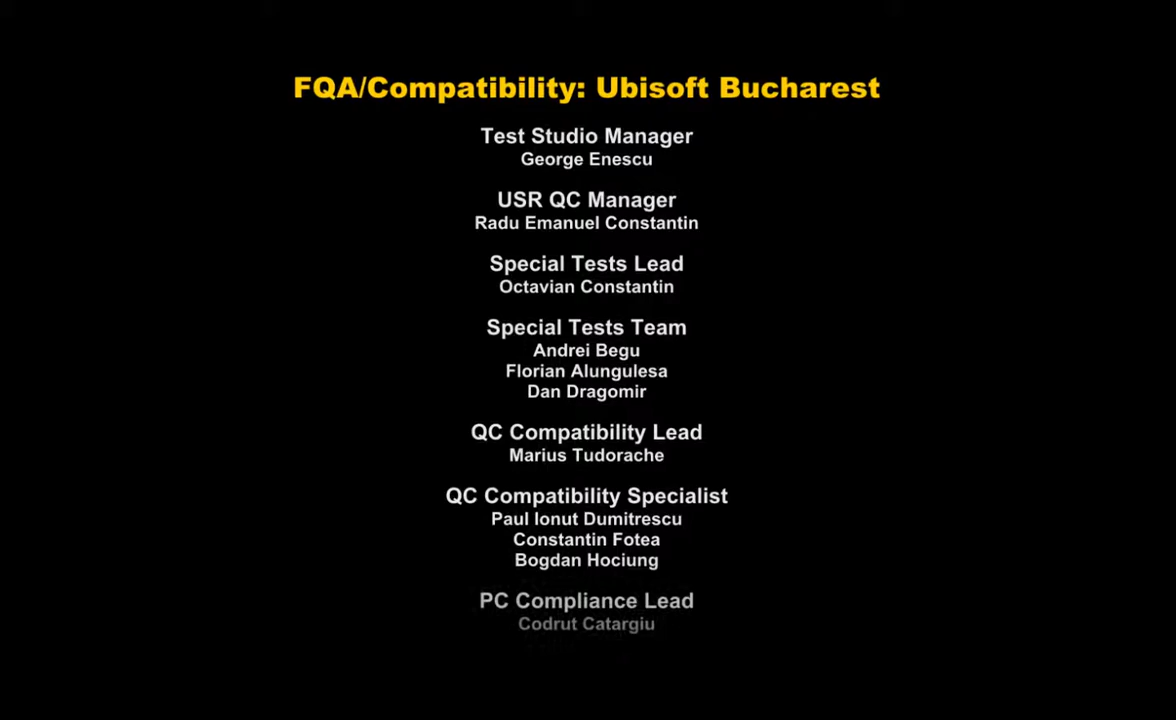 FQA/Compatibility: Ubisoft Bucharest
Test Studio Manager
George Enescu
USR QC Manager
Radu Emanuel Constantin
Special Tests Lead
Octavian Constantin
Special Tests Team
Andrei Begu
Florian Alungulesa
Dan Dragomir
QC Compatibility Lead
Marius Tudorache
QC Compatibility Specialist
Paul Ionut Dumitrescu
Constantin Fotea
Bogdan Hociung
PC Compliance Lead
Codrut Catargiu